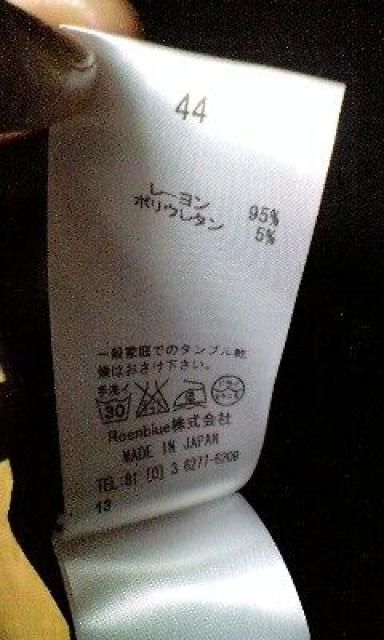 44
レーヨン 95%
ポリウレタン 5%
一般家庭でのタンブル乾
燥はおさけ下さい。
手洗イ
30
Roenblue株式会社
MADE IN JAPAN
TEL:81 [0] 3 6277-6209
13